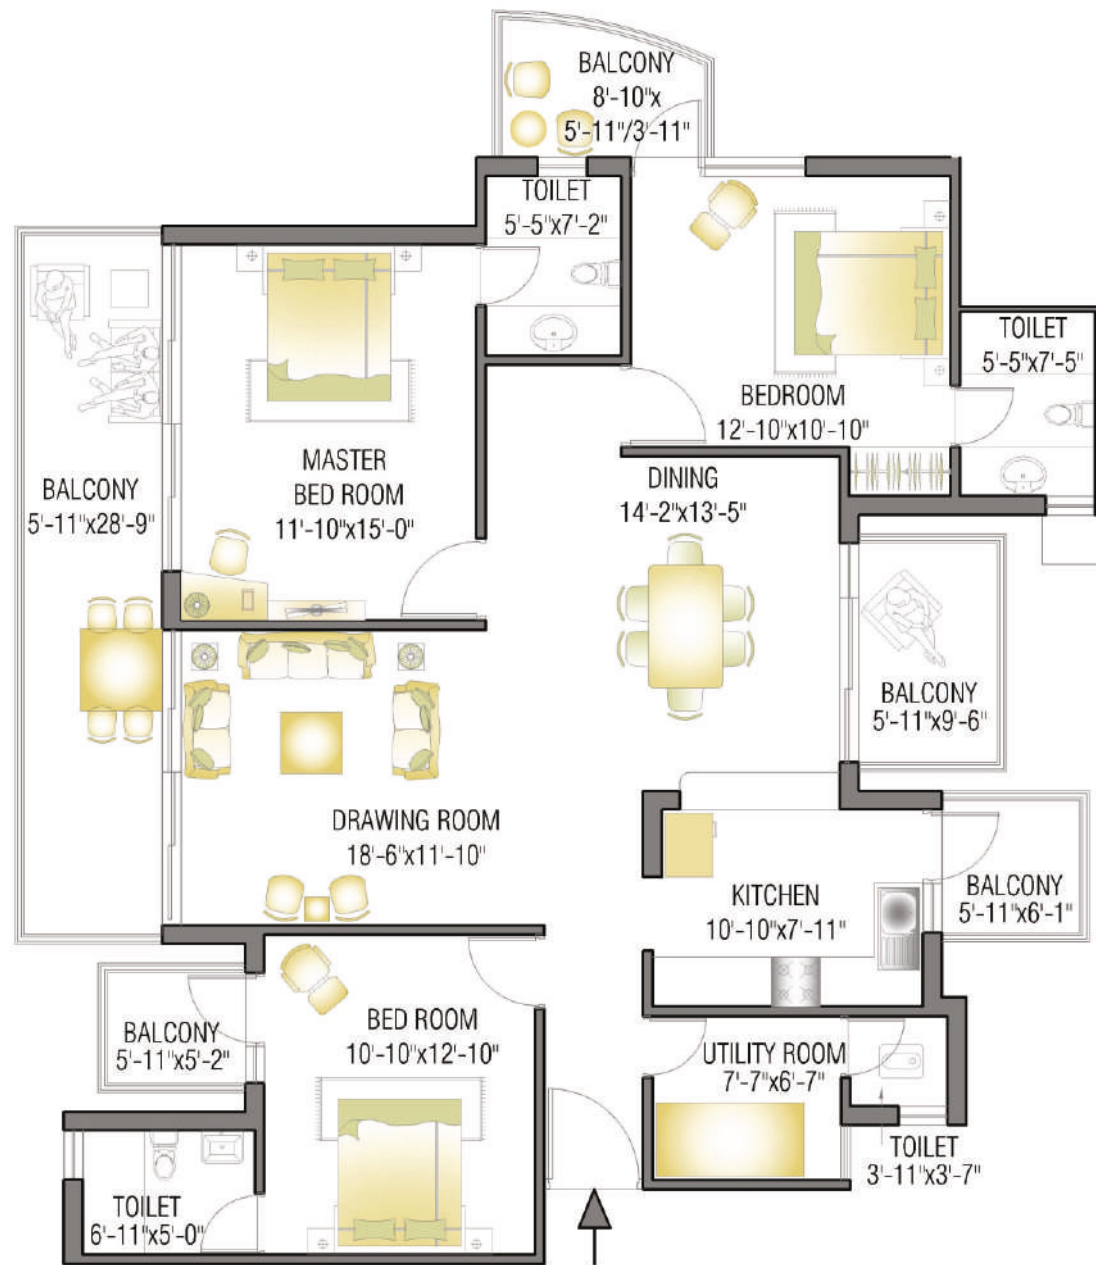 BALCONY
8'-10"x
5'-11"/3'-11"
TOILET
5'-5"x7'-2"
TOILET
5'-5"x7'-5"
BEDROOM
12'-10"x10'-10"
MASTER
BED ROOM
11'-10"x15'-0"
BALCONY
5'-11"x28'-9"
DINING
14'-2"x13'-5"
BALCONY
5'-11"x9'-6"
DRAWING ROOM
18'-6"x11'-10"
KITCHEN
10'-10"x7'-11"
BALCONY
5'-11"x6'-1"
BALCONY
5'-11"x5'-2"
BED ROOM
10'-10"x12'-10"
UTILITY ROOM
7'-7"x6'-7"
TOILET
3'-11"x3'-7"
TOILET
6'-11"x5'-0"